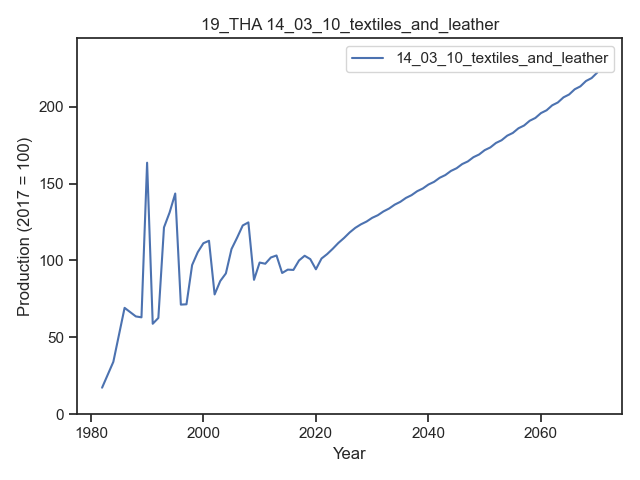 19_THA 14_03_10_textiles_and_leather
14_03_10_textiles_and_leather
Production (2017 = 100)
200
150
100
50
0
1980 2000 2020 2040 2060
Year